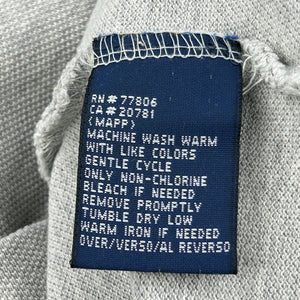 RN# 77806
CA# 20781
{MAPP}
MACHINE WASH WARM
WITH LIKE COLORS
GENTLE CYCLE
ONLY NON-CHLORINE
BLEACH IF NEEDED
REMOVE PROMPTLY
TUMBLE DRY LOW
WARM IRON IF NEEDED
OVER/VERSO/AL REVERSO